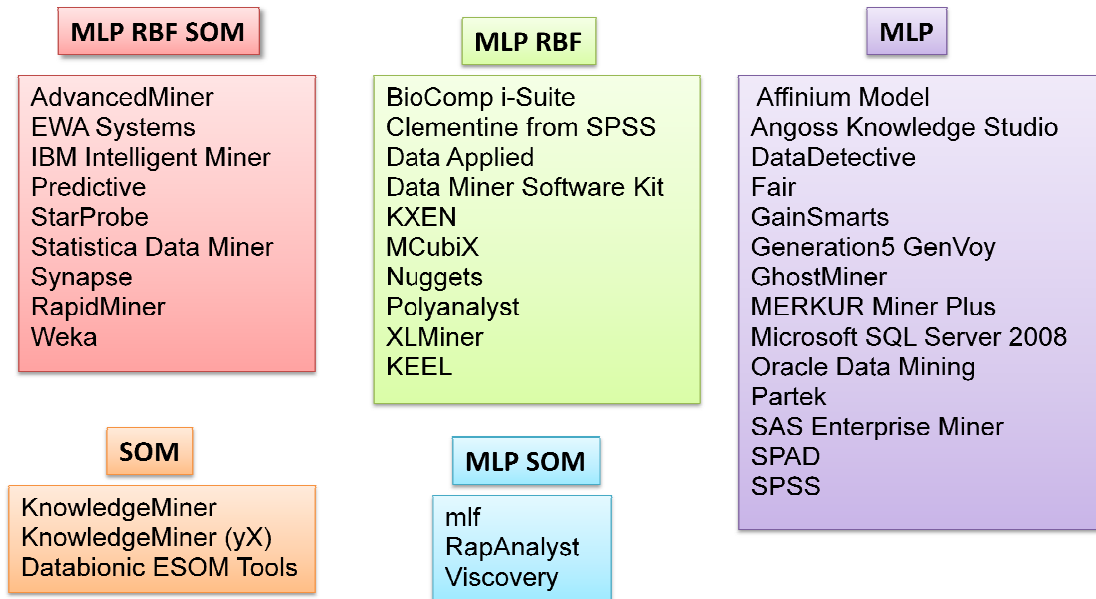 MLP RBF SOM
AdvancedMiner
EWA Systems
IBM Intelligent Miner
Predictive
StarProbe
Statistica Data Miner
Synapse
RapidMiner
Weka
MLP RBF
BioComp i-Suite
Clementine from SPSS
Data Applied
Data Miner Software Kit
KXEN
MCubiX
Nuggets
Polyanalyst
XLMiner
KEEL
MLP
Affinium Model
Angoss Knowledge Studio
DataDetective
Fair
GainSmarts
Generation5 GenVoy
GhostMiner
MERKUR Miner Plus
Microsoft SQL Server 2008
Oracle Data Mining
Partek
SAS Enterprise Miner
SPAD
SPSS
SOM
KnowledgeMiner
KnowledgeMiner (yX)
Databionic ESOM Tools
MLP SOM
mlf
RapAnalyst
Viscovery